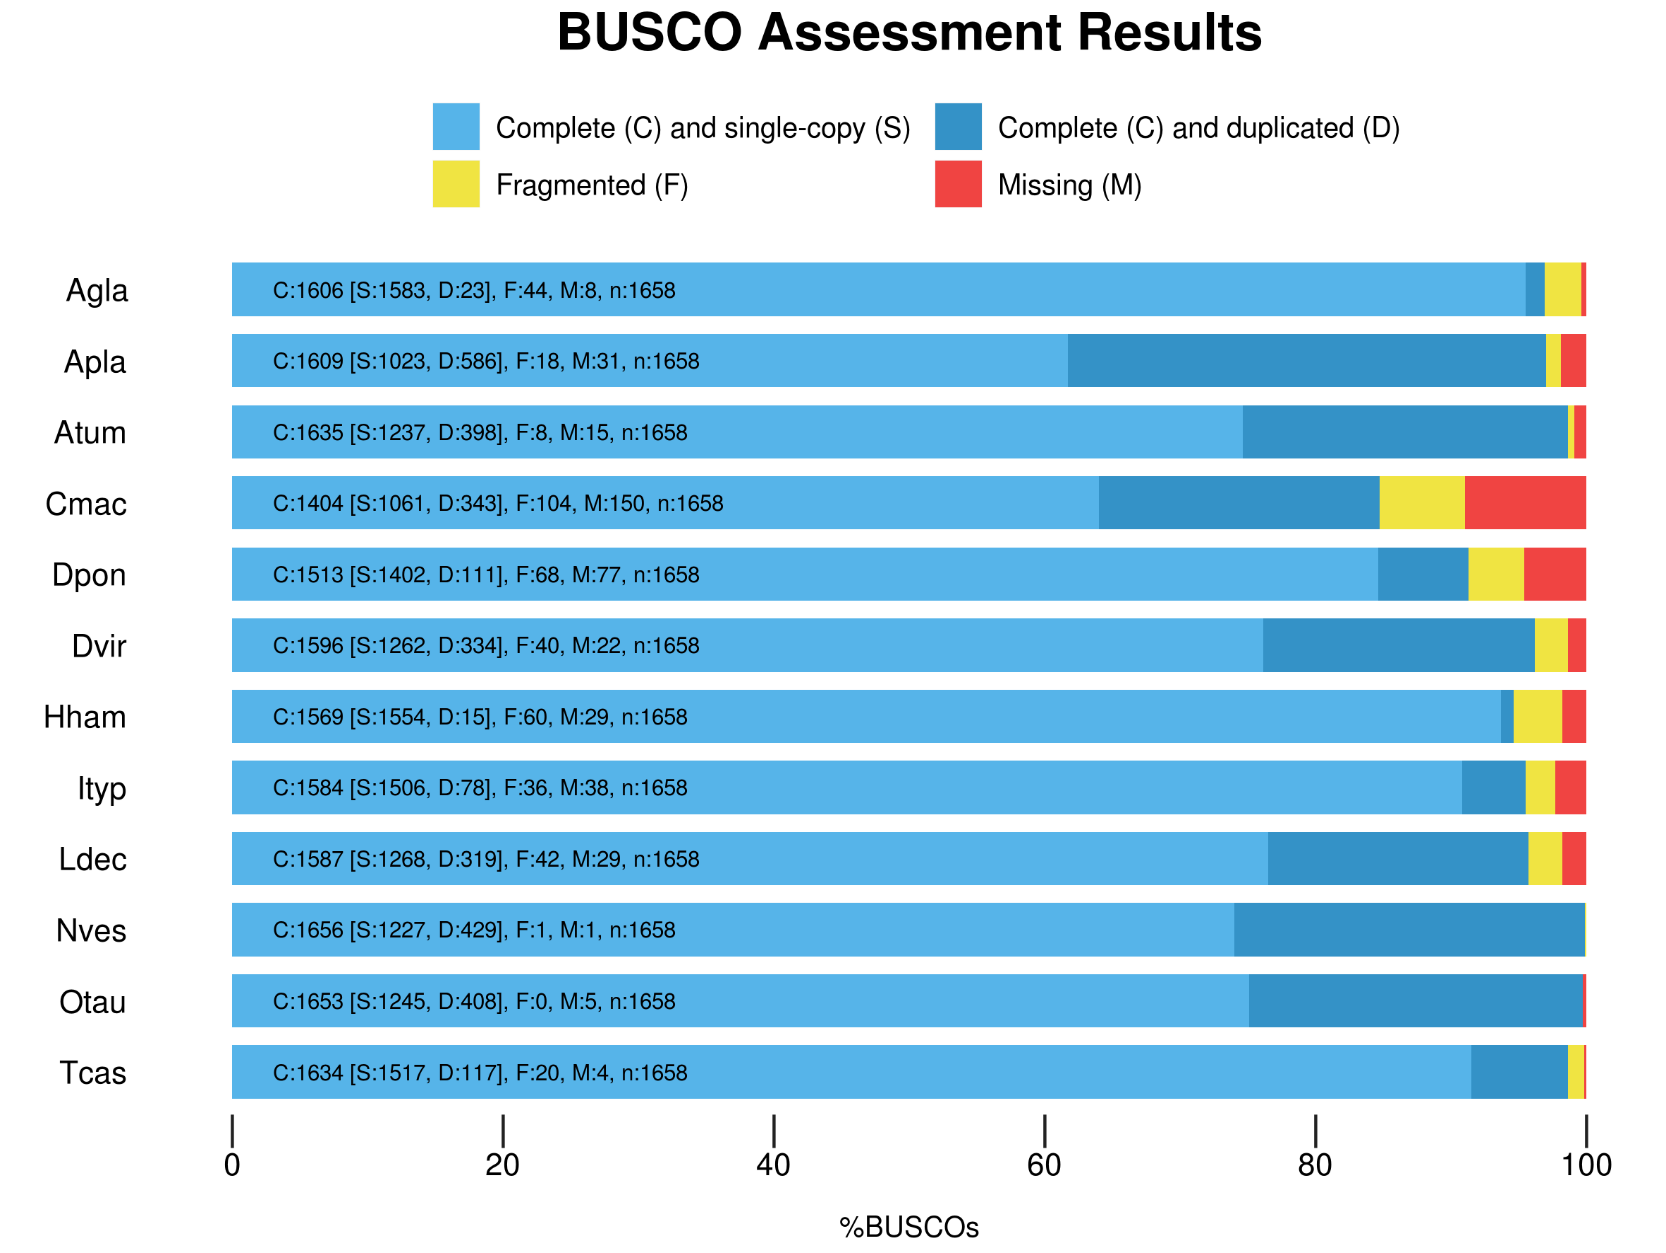 BUSCO Assessment Results
Complete (C) and single-copy (S) Complete (C) and duplicated (D)
Fragmented (F) Missing (M)
Agla C:1606 [S:1583, D:23], F:44, M:8, n:1658
Apla C:1609 [S:1023, D:586], F:18, M:31, n:1658
Atum C:1635 [S:1237, D:398], F:8, M:15, n:1658
Cmac C:1404 [S:1061, D:343], F:104, M:150, n:1658
Dpon C:1513 [S:1402, D:111], F:68, M:77, n:1658
Dvir C:1596 [S:1262, D:334], F:40, M:22, n:1658
Hham C:1569 [S:1554, D:15], F:60, M:29, n:1658
Ityp C:1584 [S:1506, D:78], F:36, M:38, n:1658
Ldec C:1587 [S:1268, D:319], F:42, M:29, n:1658
Nves C:1656 [S:1227, D:429], F:1, M:1, n:1658
Otau C:1653 [S:1245, D:408], F:0, M:5, n:1658
Tcas C:1634 [S:1517, D:117], F:20, M:4, n:1658
0 20 40 60 80 100
%BUSCOs